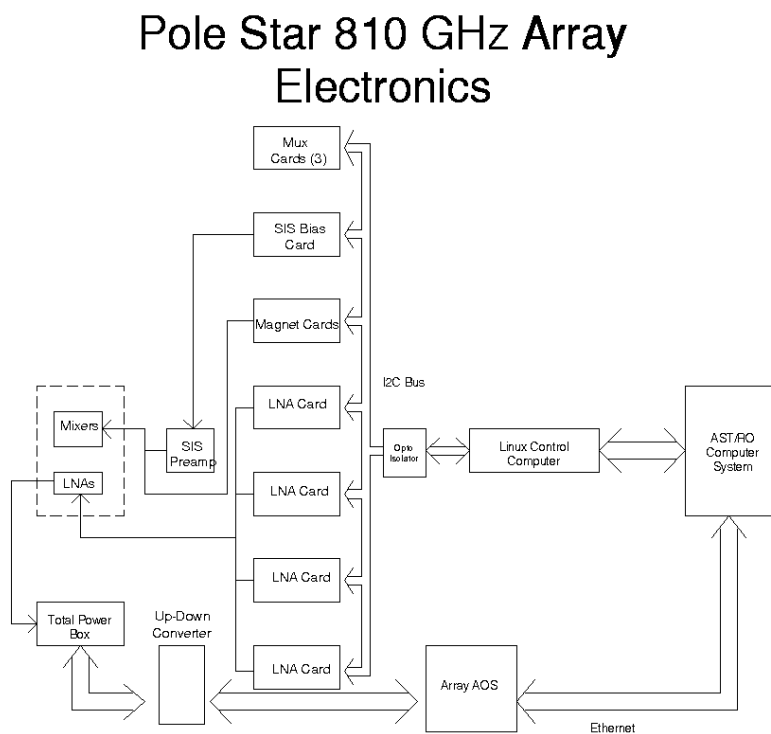 Pole Star 810 GHz Array
Electronics
Mux
Cards (3)
SIS Bias
Card
Magnet Cards
I2C Bus
LNA Card
Mixers
SIS
Preamp
Opto
Isolator
Linux Control
Computer
AST/RO
Computer
System
LNAs
LNA Card
LNA Card
Total Power
Box
Up-Down
Converter
LNA Card
Array AOS
Ethernet